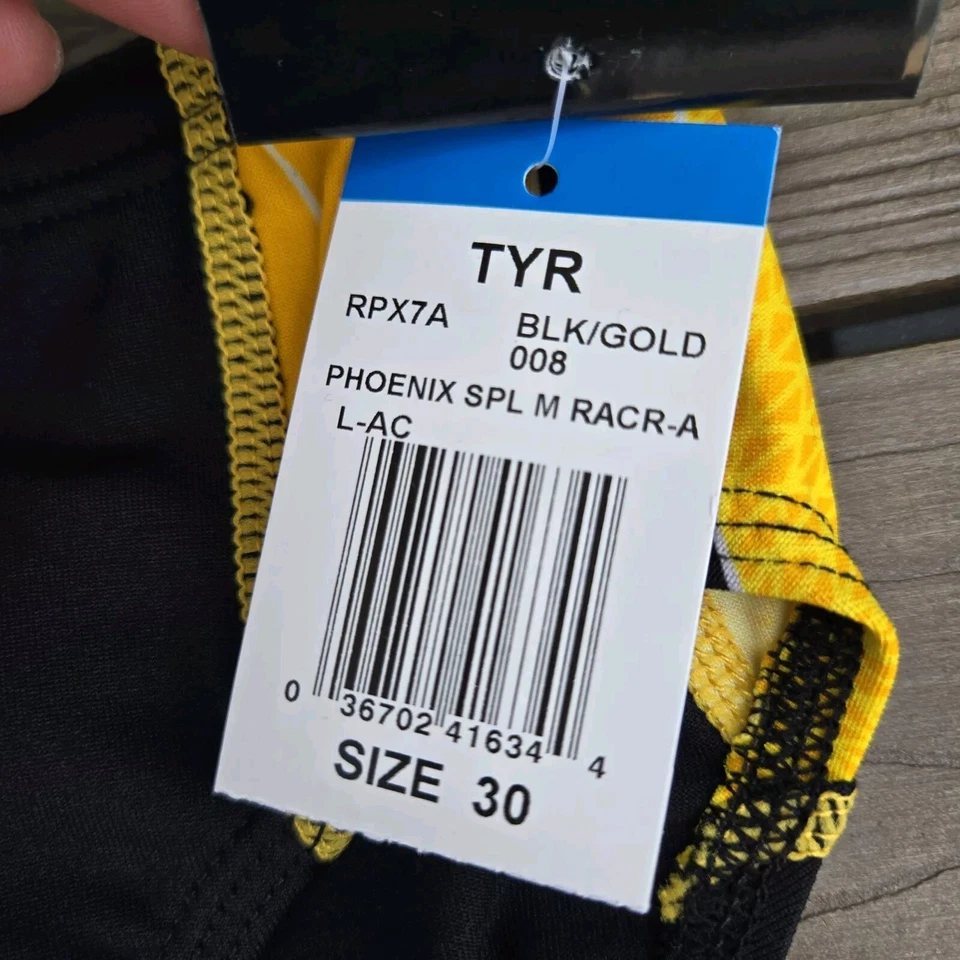 TYR
RPX7A BLK/GOLD
008
PHOENIX SPL M RACR-A
L-AC
0 36702 41634 4
SIZE 30